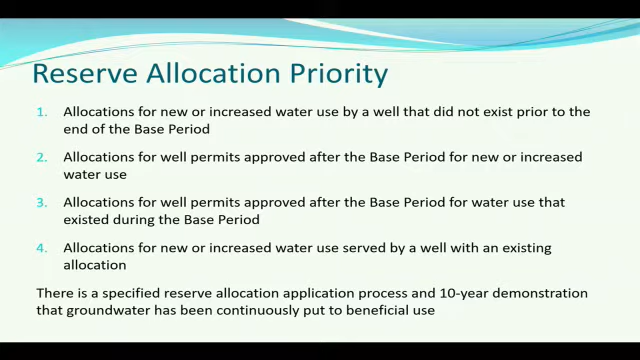 Reserve Allocation Priority
1. Allocations for new or increased water use by a well that did not exist prior to the
end of the Base Period
2. Allocations for well permits approved after the Base Period for new or increased
water use
3. Allocations for well permits approved after the Base Period for water use that
existed during the Base Period
4. Allocations for new or increased water use served by a well with an existing
allocation
There is a specified reserve allocation application process and 10-year demonstration
that groundwater has been continuously put to beneficial use